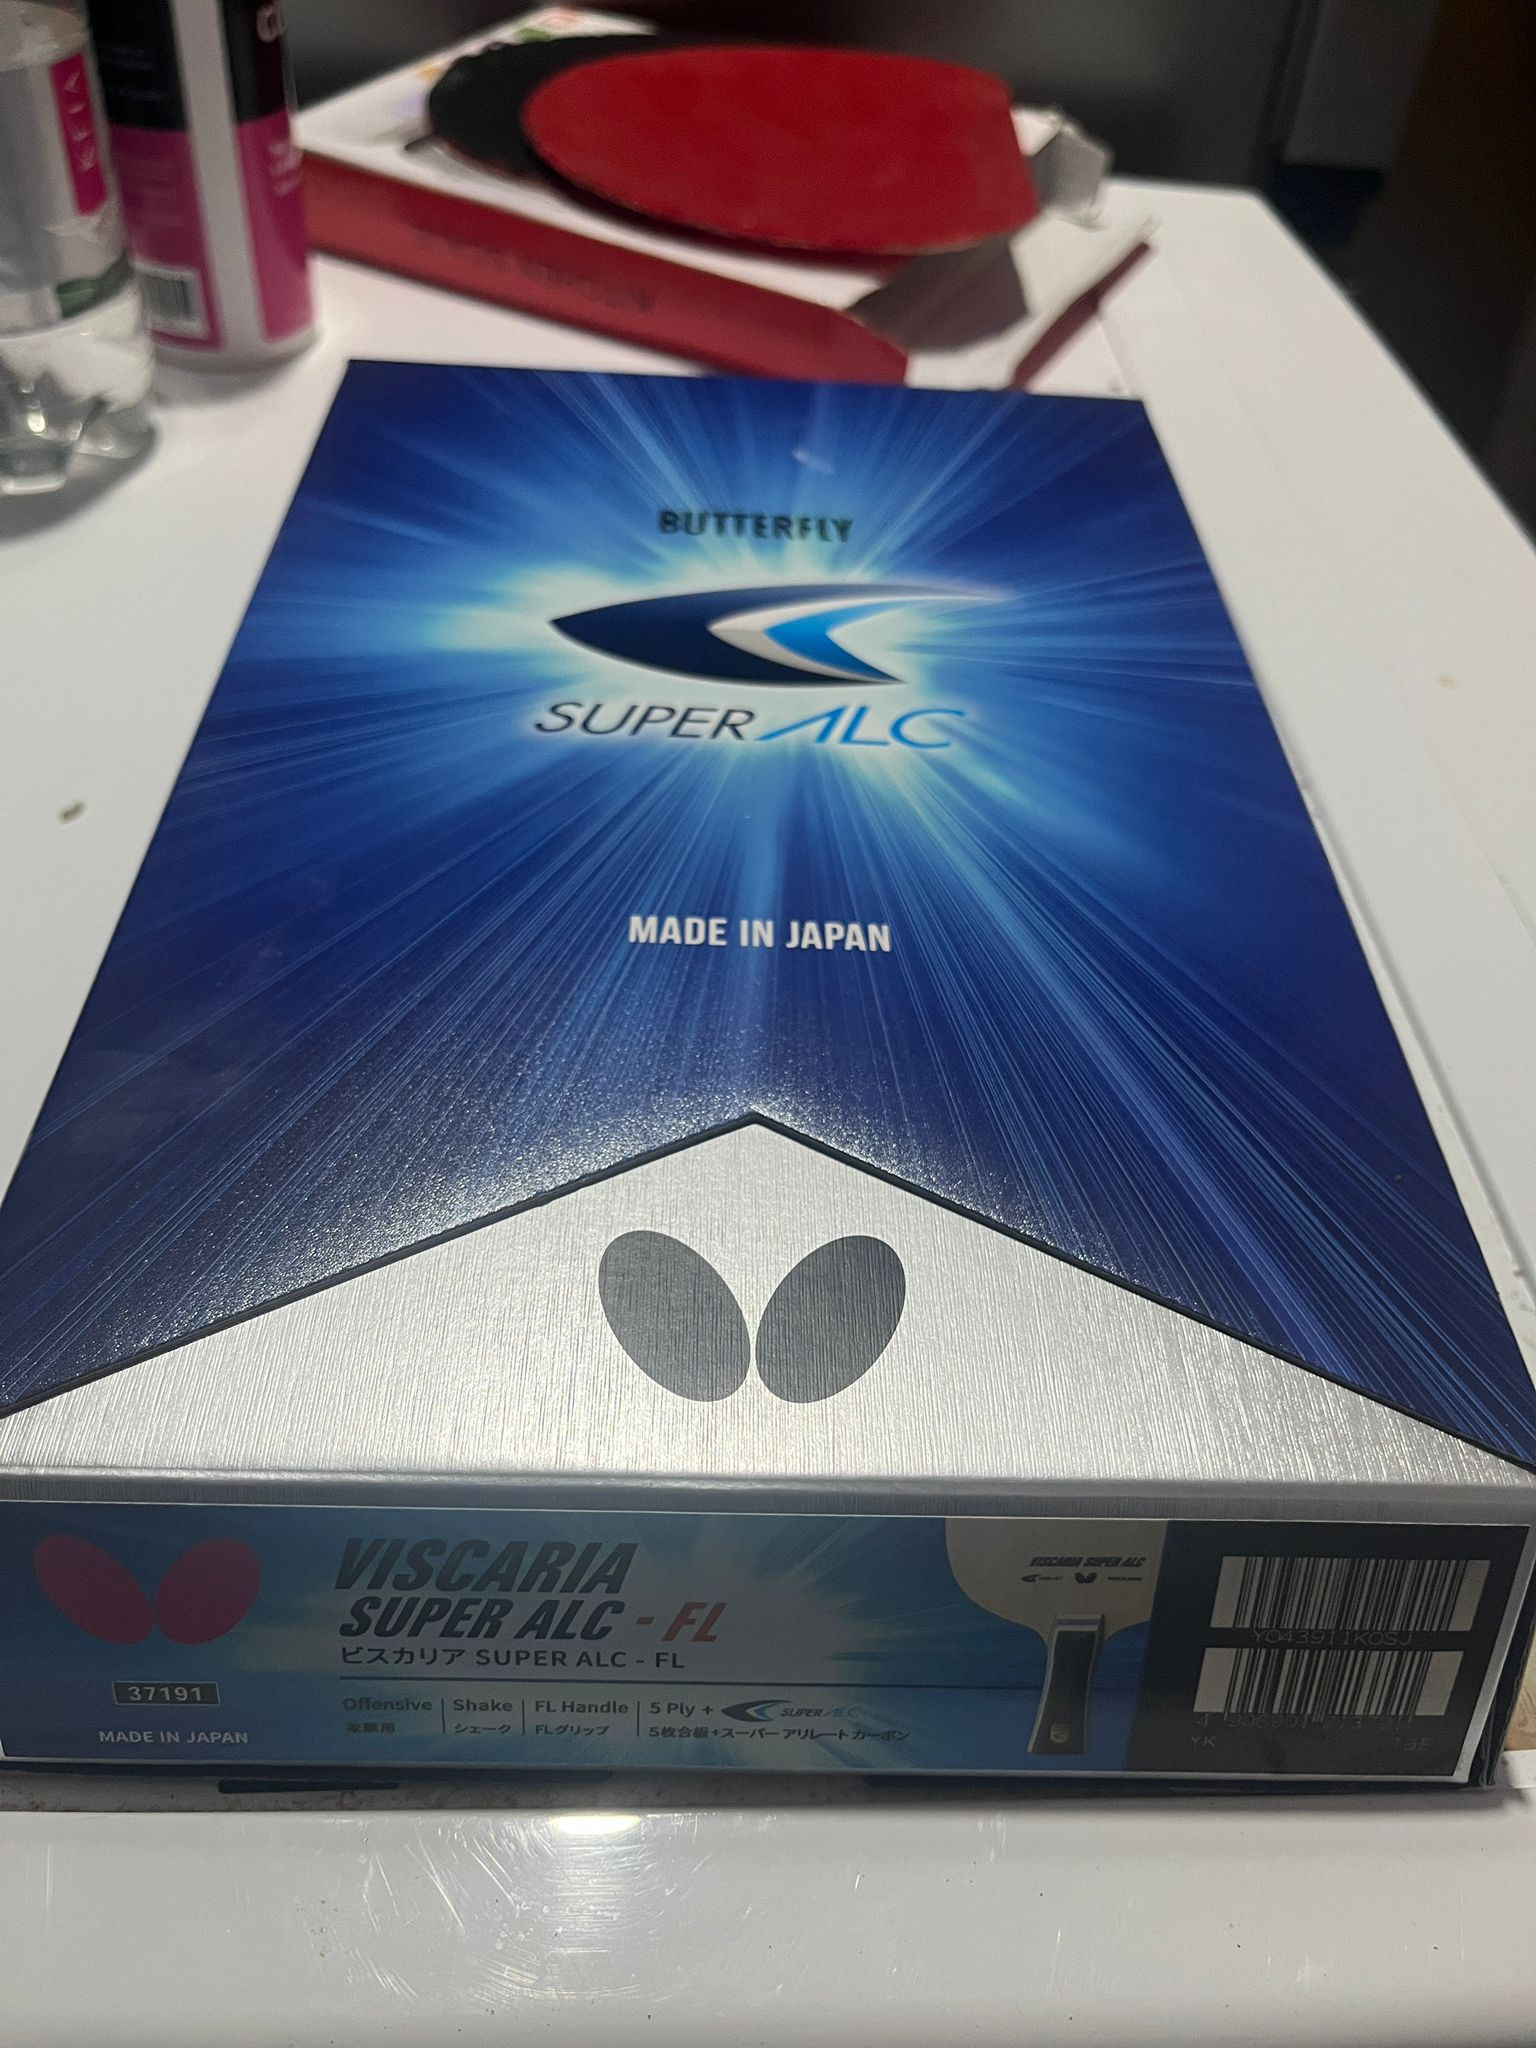 KFIA
BUTTERFLY
SUPER ALC
MADE IN JAPAN
VISCARIA
SUPER ALC - FL
ビスカリア SUPER ALC - FL
37191
MADE IN JAPAN
Offensive | Shake | FL Handle | 5 Ply + SUPER ALC
攻撃用 | シェーク | FLグリップ | 5枚合板+スーパー アリレート カーボン
VISCARIA SUPER ALC
Y043911K0SJ
YK